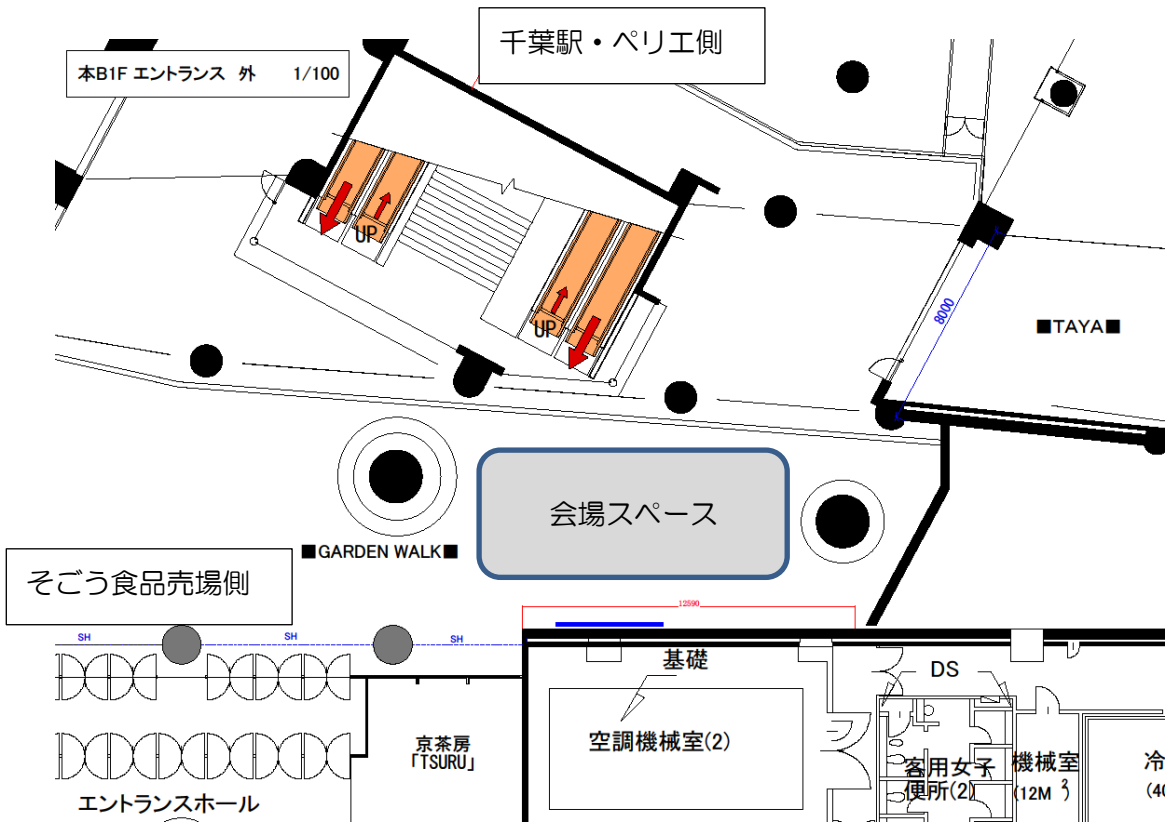 千葉駅・ペリエ側
本B1F エントランス 外 1/100
UP
UP
8000
■TAYA■
会場スペース
■GARDEN WALK■
そごう食品売場側
12590
SH
SH
SH
基礎
DS
空調機械室(2)
京茶房
「TSURU」
客用女子
便所(2)
機械室
(12M²)
冷
(40
エントランスホール